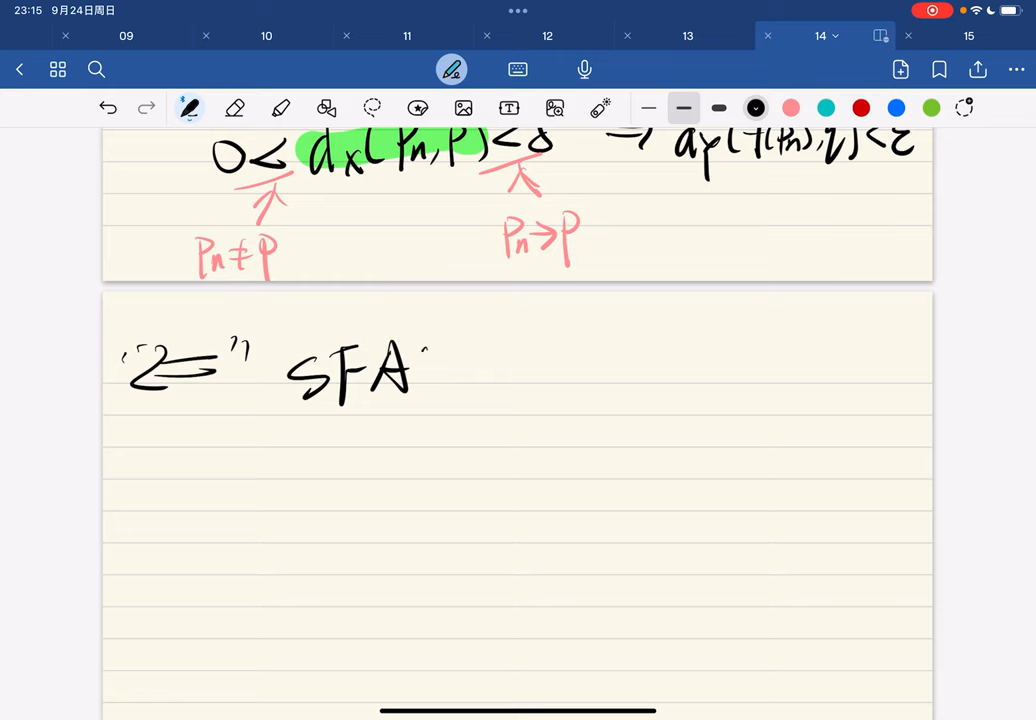 23:15 9月24日周日
09 10 11 12 13 14 15
T
0 < dx(Pn, P) < δ ⇒ dY(f(Pn), q) < ε
Pn ≠ P
Pn → P
"⇐" SFA